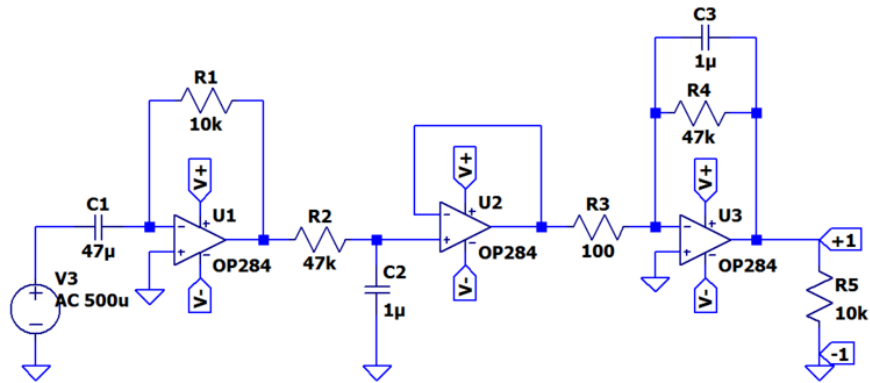 C3
1µ
R1
10k
R4
47k
V+
V+
V+
C1
47µ
U1
U2
U3
R2
47k
R3
100
OP284
OP284
OP284
V-
V-
V-
C2
1µ
V3
AC 500u
+1
R5
10k
-1